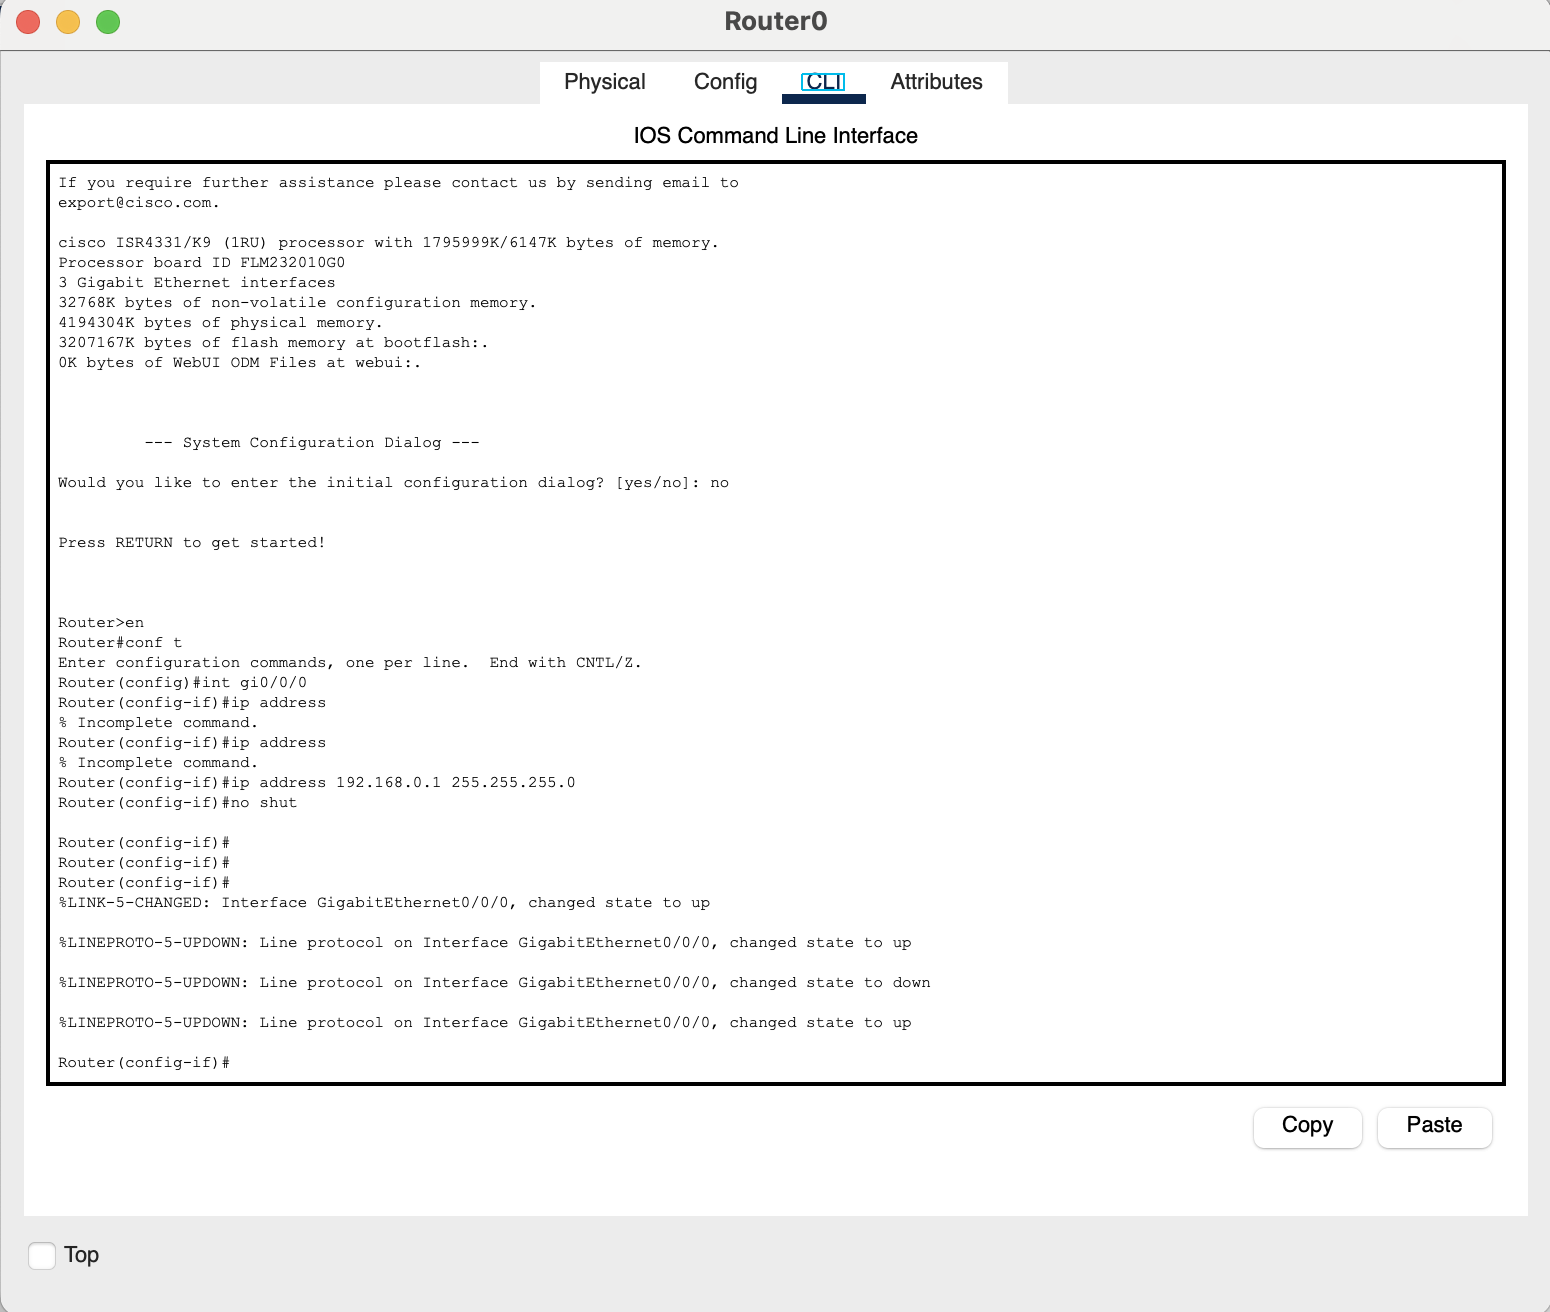 Router0
Physical Config CLI Attributes
IOS Command Line Interface
If you require further assistance please contact us by sending email to
export@cisco.com.
cisco ISR4331/K9 (1RU) processor with 1795999K/6147K bytes of memory.
Processor board ID FLM232010G0
3 Gigabit Ethernet interfaces
32768K bytes of non-volatile configuration memory.
4194304K bytes of physical memory.
3207167K bytes of flash memory at bootflash:.
0K bytes of WebUI ODM Files at webui:.
--- System Configuration Dialog ---
Would you like to enter the initial configuration dialog? [yes/no]: no
Press RETURN to get started!
Router>en
Router#conf t
Enter configuration commands, one per line.  End with CNTL/Z.
Router(config)#int gi0/0/0
Router(config-if)#ip address
% Incomplete command.
Router(config-if)#ip address
% Incomplete command.
Router(config-if)#ip address 192.168.0.1 255.255.255.0
Router(config-if)#no shut
Router(config-if)#
Router(config-if)#
Router(config-if)#
%LINK-5-CHANGED: Interface GigabitEthernet0/0/0, changed state to up
%LINEPROTO-5-UPDOWN: Line protocol on Interface GigabitEthernet0/0/0, changed state to up
%LINEPROTO-5-UPDOWN: Line protocol on Interface GigabitEthernet0/0/0, changed state to down
%LINEPROTO-5-UPDOWN: Line protocol on Interface GigabitEthernet0/0/0, changed state to up
Router(config-if)#
Copy Paste
Top